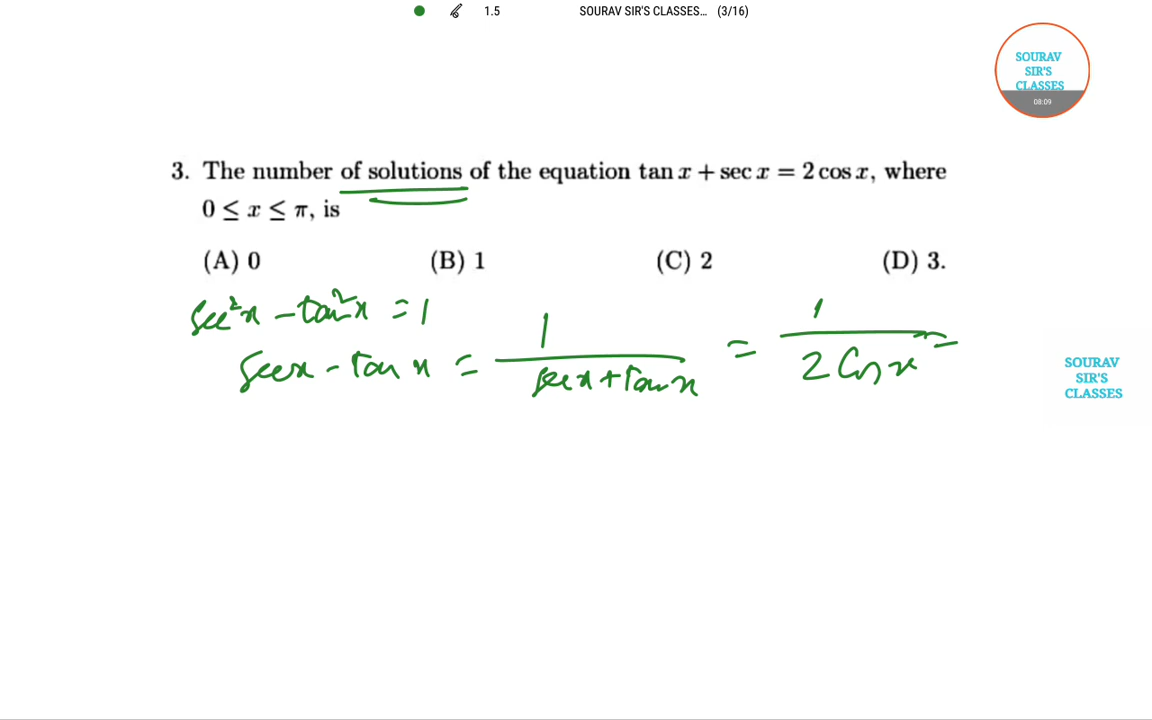 1.5 SOURAV SIR'S CLASSES... (3/16)
SOURAV
SIR'S
CLASSES
08:09
3. The number of solutions of the equation tan x + sec x = 2 cos x, where
0 ≤ x ≤ π, is
(A) 0 (B) 1 (C) 2 (D) 3.
sec²x - tan²x = 1
secx - tan x = 1/(secx + tan x) = 1/(2 cos x) =
SOURAV
SIR'S
CLASSES